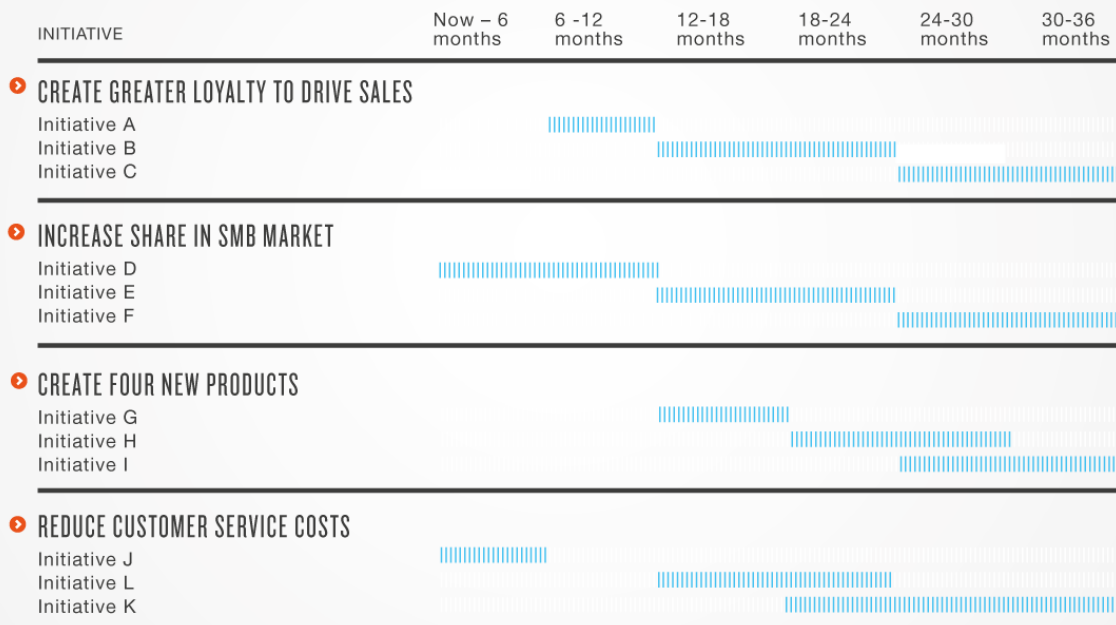 INITIATIVE
Now – 6 months
6 -12 months
12-18 months
18-24 months
24-30 months
30-36 months
CREATE GREATER LOYALTY TO DRIVE SALES
Initiative A
Initiative B
Initiative C
INCREASE SHARE IN SMB MARKET
Initiative D
Initiative E
Initiative F
CREATE FOUR NEW PRODUCTS
Initiative G
Initiative H
Initiative I
REDUCE CUSTOMER SERVICE COSTS
Initiative J
Initiative L
Initiative K